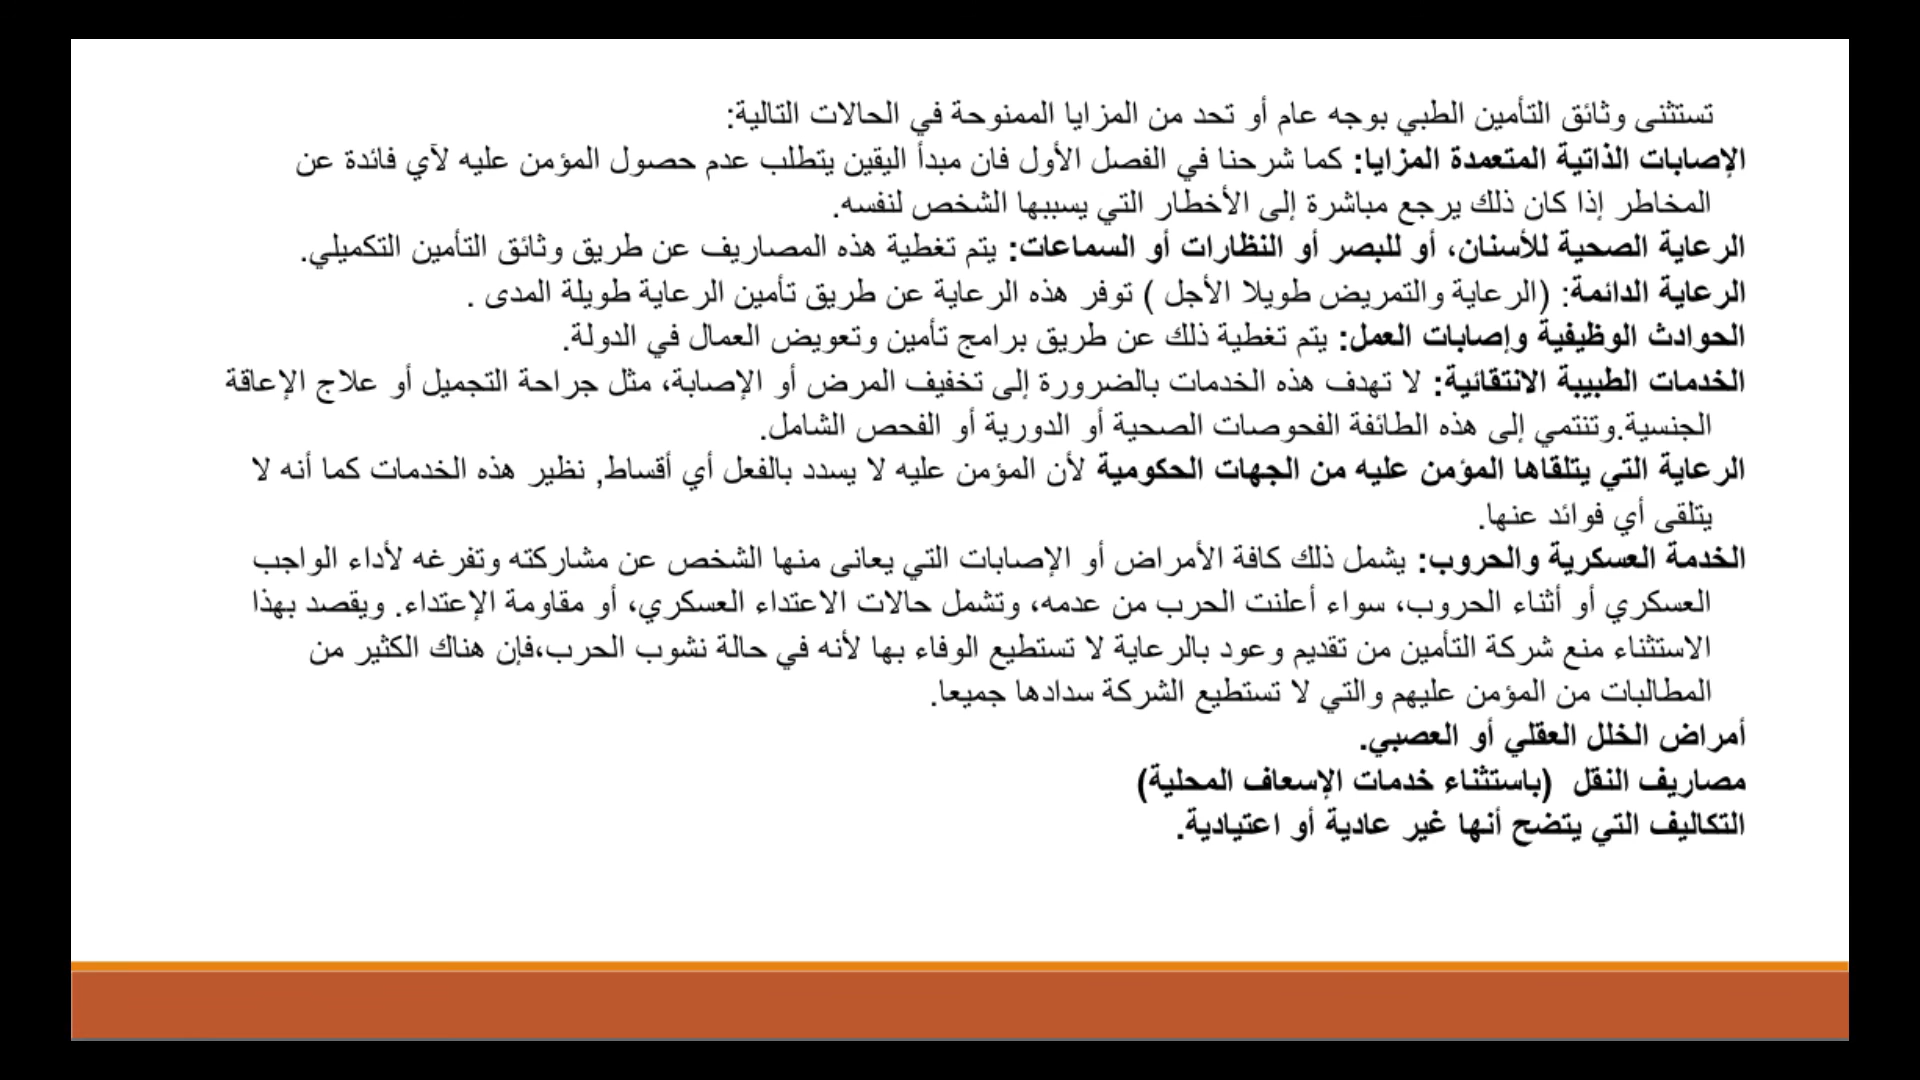 تستثنى وثائق التأمين الطبي بوجه عام أو تحد من المزايا الممنوحة في الحالات التالية:
الإصابات الذاتية المتعمدة المزايا: كما شرحنا في الفصل الأول فان مبدأ اليقين يتطلب عدم حصول المؤمن عليه لآي فائدة عن
المخاطر إذا كان ذلك يرجع مباشرة إلى الأخطار التي يسببها الشخص لنفسه.
الرعاية الصحية للأسنان، أو للبصر أو النظارات أو السماعات: يتم تغطية هذه المصاريف عن طريق وثائق التأمين التكميلي.
الرعاية الدائمة: (الرعاية والتمريض طويلا الأجل ) توفر هذه الرعاية عن طريق تأمين الرعاية طويلة المدى .
الحوادث الوظيفية وإصابات العمل: يتم تغطية ذلك عن طريق برامج تأمين وتعويض العمال في الدولة.
الخدمات الطبيبة الانتقائية: لا تهدف هذه الخدمات بالضرورة إلى تخفيف المرض أو الإصابة، مثل جراحة التجميل أو علاج الإعاقة
الجنسية.وتنتمي إلى هذه الطائفة الفحوصات الصحية أو الدورية أو الفحص الشامل.
الرعاية التي يتلقاها المؤمن عليه من الجهات الحكومية لأن المؤمن عليه لا يسدد بالفعل أي أقساط, نظير هذه الخدمات كما أنه لا
يتلقى أي فوائد عنها.
الخدمة العسكرية والحروب: يشمل ذلك كافة الأمراض أو الإصابات التي يعانى منها الشخص عن مشاركته وتفرغه لأداء الواجب
العسكري أو أثناء الحروب، سواء أعلنت الحرب من عدمه، وتشمل حالات الاعتداء العسكري، أو مقاومة الإعتداء. ويقصد بهذا
الاستثناء منع شركة التأمين من تقديم وعود بالرعاية لا تستطيع الوفاء بها لأنه في حالة نشوب الحرب،فإن هناك الكثير من
المطالبات من المؤمن عليهم والتي لا تستطيع الشركة سدادها جميعا.
أمراض الخلل العقلي أو العصبي.
مصاريف النقل (باستثناء خدمات الإسعاف المحلية)
التكاليف التي يتضح أنها غير عادية أو اعتيادية.